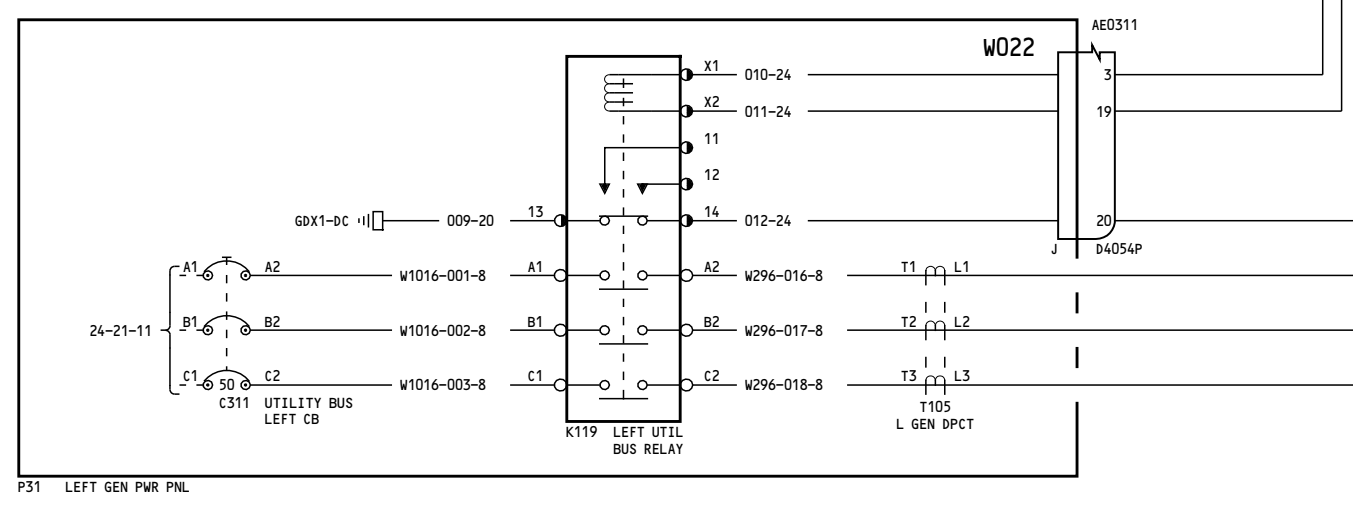 AE0311
W022
X1 010-24 3
X2 011-24 19
11
12
GDX1-DC 009-20 13 14 012-24 20
J D4054P
A1 A2 W1016-001-8 A1 A2 W296-016-8 T1 L1
24-21-11 B1 B2 W1016-002-8 B1 B2 W296-017-8 T2 L2
C1 50 C2 W1016-003-8 C1 C2 W296-018-8 T3 L3
C311 UTILITY BUS
LEFT CB
T105
L GEN DPCT
K119 LEFT UTIL
BUS RELAY
P31 LEFT GEN PWR PNL